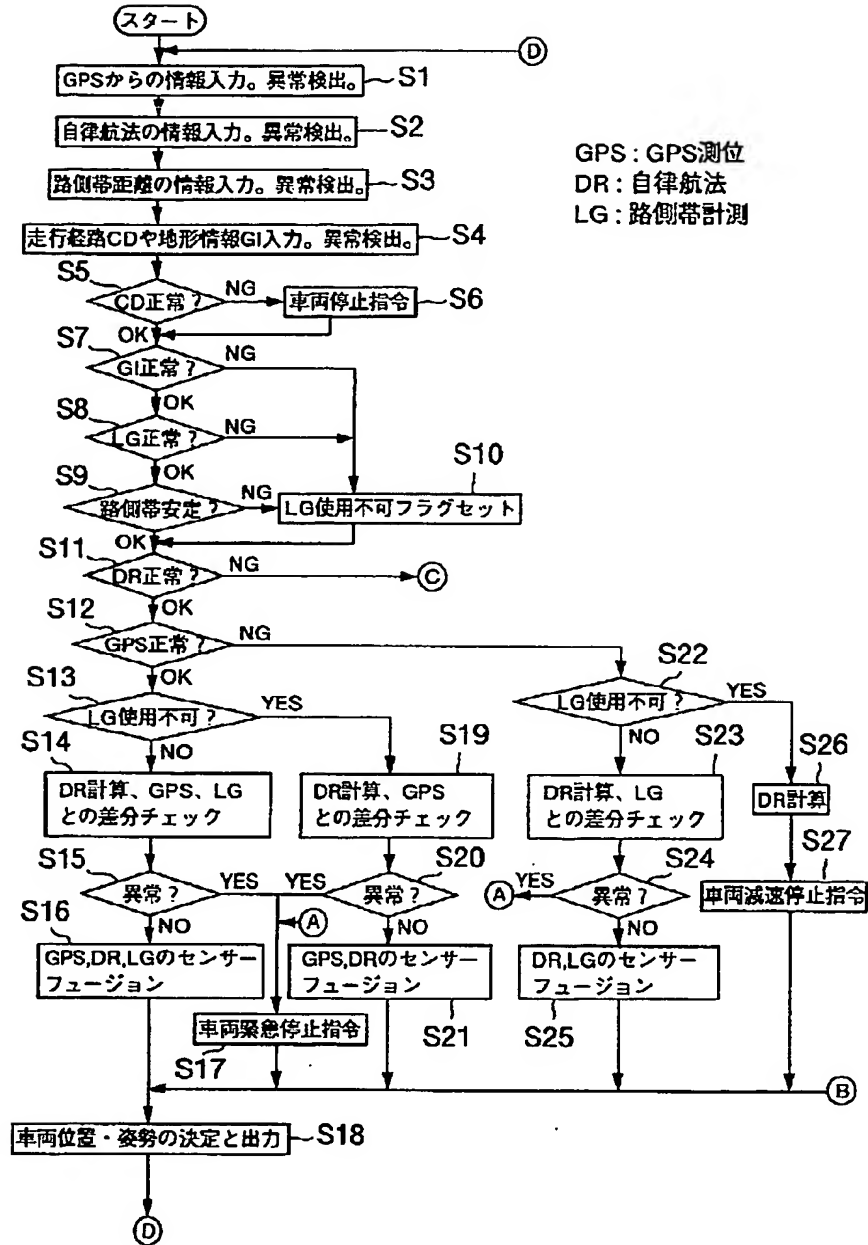 スタート
D
GPSからの情報入力。異常検出。
S1
自律航法の情報入力。異常検出。
S2
路側帯距離の情報入力。異常検出。
S3
走行経路CDや地形情報GI入力。異常検出。
S4
GPS : GPS測位
DR : 自律航法
LG : 路側帯計測
S5
CD正常?
NG
車両停止指令
S6
OK
S7
GI正常?
NG
OK
S8
LG正常?
NG
OK
S9
路側帯安定?
NG
S10
LG使用不可フラグセット
OK
S11
DR正常?
NG
C
OK
S12
GPS正常?
NG
OK
S13
LG使用不可?
YES
NO
S22
LG使用不可?
YES
NO
S14
DR計算、GPS、LG
との差分チェック
S19
DR計算、GPS
との差分チェック
S23
DR計算、LG
との差分チェック
S26
DR計算
S15
異常?
YES
NO
S20
異常?
YES
NO
A
S24
異常?
YES
NO
A
S27
車両減速停止指令
S16
GPS,DR,LGのセンサー
フュージョン
GPS,DRのセンサー
フュージョン
S21
DR,LGのセンサー
フュージョン
S25
車両緊急停止指令
S17
B
車両位置・姿勢の決定と出力
S18
D